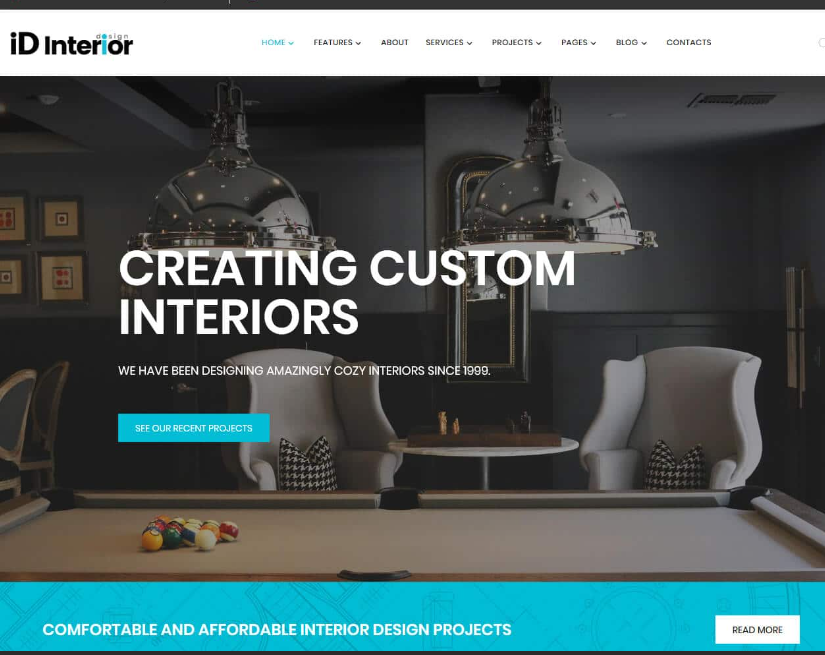 iD Interior
design
HOME
FEATURES
ABOUT
SERVICES
PROJECTS
PAGES
BLOG
CONTACTS
CREATING CUSTOM
INTERIORS
WE HAVE BEEN DESIGNING AMAZINGLY COZY INTERIORS SINCE 1999.
SEE OUR RECENT PROJECTS
COMFORTABLE AND AFFORDABLE INTERIOR DESIGN PROJECTS
READ MORE